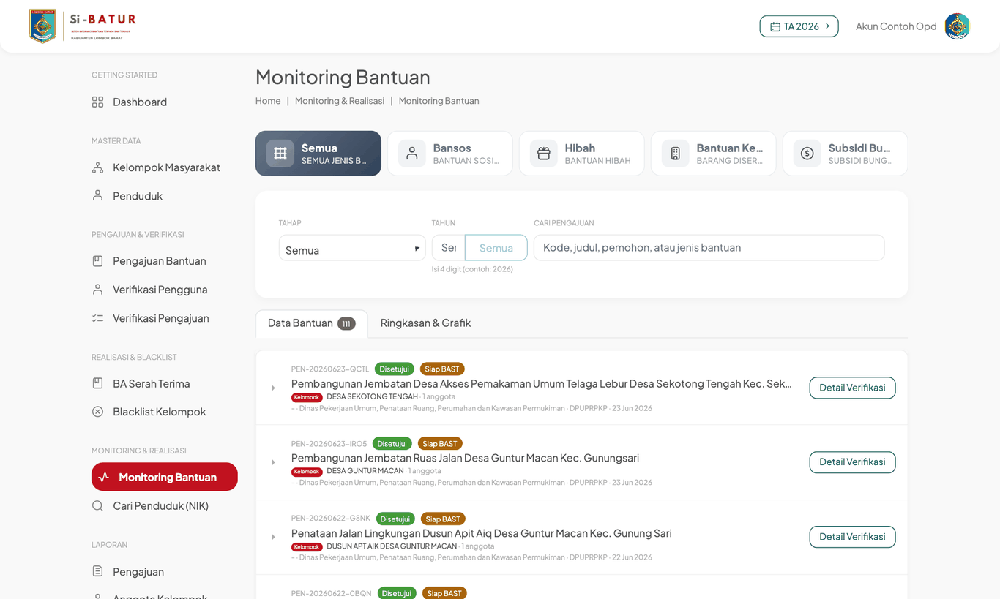 Si-BATUR
KABUPATEN LOMBOK BARAT
TA 2026
Akun Contoh Opd
GETTING STARTED
Dashboard
MASTER DATA
Kelompok Masyarakat
Penduduk
PENGAJUAN & VERIFIKASI
Pengajuan Bantuan
Verifikasi Pengguna
Verifikasi Pengajuan
REALISASI & BLACKLIST
BA Serah Terima
Blacklist Kelompok
MONITORING & REALISASI
Monitoring Bantuan
Cari Penduduk (NIK)
LAPORAN
Pengajuan
Anggota Kelompok
Monitoring Bantuan
Home | Monitoring & Realisasi | Monitoring Bantuan
Semua
SEMUA JENIS B...
Bansos
BANTUAN SOSI...
Hibah
BANTUAN HIBAH
Bantuan Ke...
BARANG DISER...
Subsidi Bu...
SUBSIDI BUNG...
TAHAP
Semua
TAHUN
Ser
Semua
Isi 4 digit (contoh: 2026)
CARI PENGAJUAN
Kode, judul, pemohon, atau jenis bantuan
Data Bantuan 111
Ringkasan & Grafik
PEN-20260623-QCTL Disetujui Siap BAST
Pembangunan Jembatan Desa Akses Pemakaman Umum Telaga Lebur Desa Sekotong Tengah Kec. Sek...
Kelompok DESA SEKOTONG TENGAH · 1 anggota
- · Dinas Pekerjaan Umum, Penataan Ruang, Perumahan dan Kawasan Permukiman · DPUPRPKP · 23 Jun 2026
Detail Verifikasi
PEN-20260623-IRO5 Disetujui Siap BAST
Pembangunan Jembatan Ruas Jalan Desa Guntur Macan Kec. Gunungsari
Kelompok DESA GUNTUR MACAN · 1 anggota
- · Dinas Pekerjaan Umum, Penataan Ruang, Perumahan dan Kawasan Permukiman · DPUPRPKP · 23 Jun 2026
Detail Verifikasi
PEN-20260622-G8NK Disetujui Siap BAST
Penataan Jalan Lingkungan Dusun Apit Aiq Desa Guntur Macan Kec. Gunung Sari
Kelompok DUSUN APT AIK DESA GUNTUR MACAN · 1 anggota
- · Dinas Pekerjaan Umum, Penataan Ruang, Perumahan dan Kawasan Permukiman · DPUPRPKP · 22 Jun 2026
Detail Verifikasi
PEN-20260622-0BQN Disetujui Siap BAST